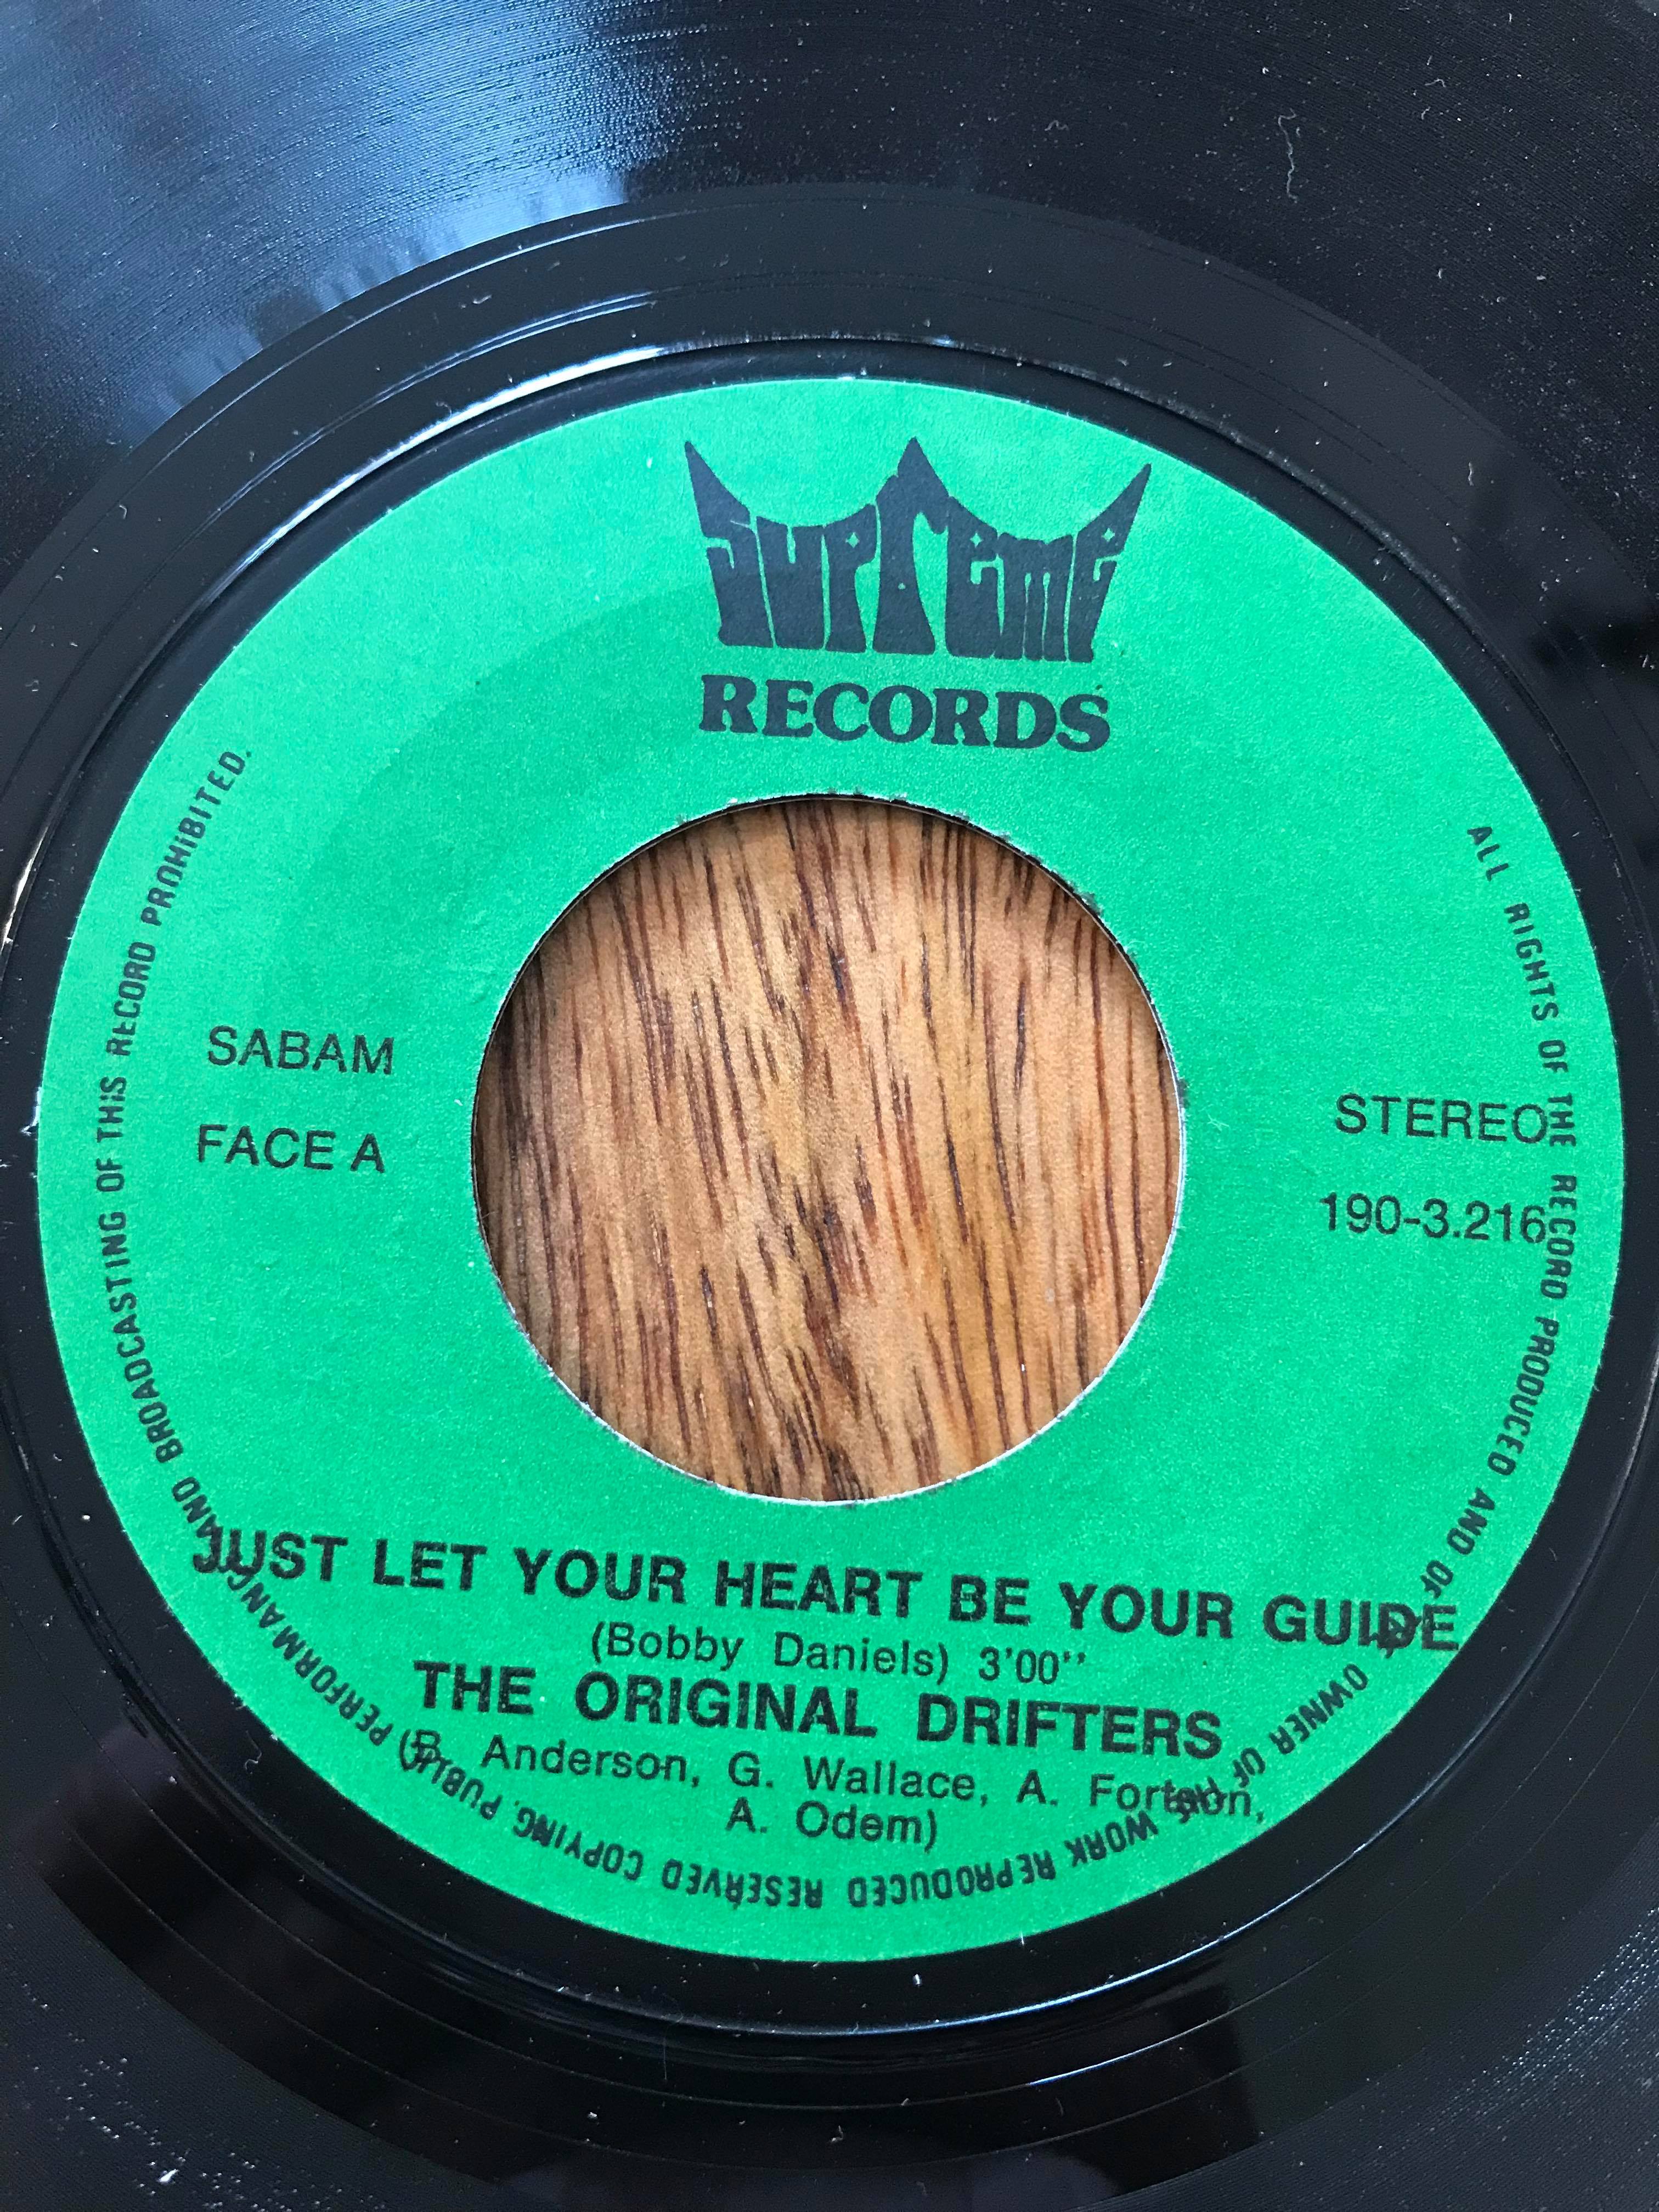 SUPREME
RECORDS
SABAM
FACE A
STEREO
190-3.216
JUST LET YOUR HEART BE YOUR GUIDE
(Bobby Daniels) 3'00''
THE ORIGINAL DRIFTERS
(B. Anderson, G. Wallace, A. Fortson,
A. Odem)
ALL RIGHTS OF THE RECORD PRODUCED AND OF THE OWNER OF THE WORK REPRODUCED RESERVED COPYING, PUBLIC PERFORMANCE AND BROADCASTING OF THIS RECORD PROHIBITED.